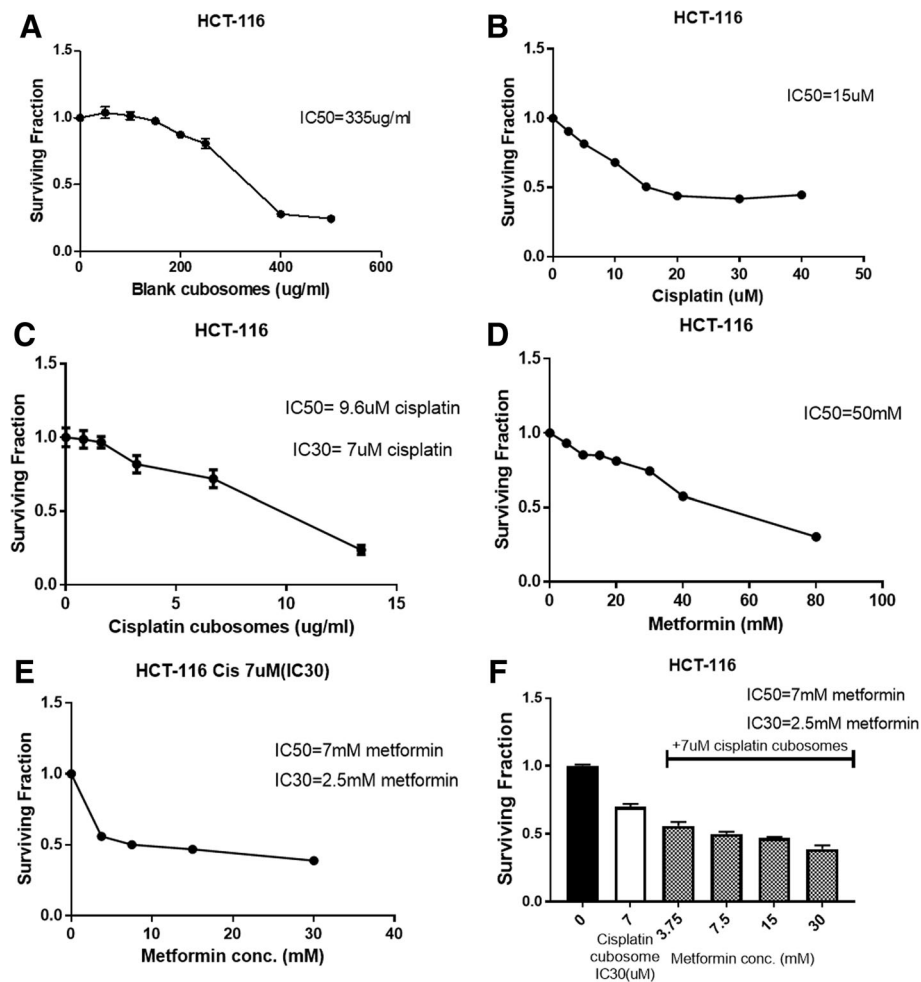 A
HCT-116
1.5
1.0
0.5
0.0
Surviving Fraction
IC50=335ug/ml
0 200 400 600
Blank cubosomes (ug/ml)
B
HCT-116
1.5
1.0
0.5
0.0
Surviving Fraction
IC50=15uM
0 10 20 30 40 50
Cisplatin (uM)
C
HCT-116
1.5
1.0
0.5
0.0
Surviving Fraction
IC50= 9.6uM cisplatin
IC30= 7uM cisplatin
0 5 10 15
Cisplatin cubosomes (ug/ml)
D
HCT-116
1.5
1.0
0.5
0.0
Surviving Fraction
IC50=50mM
0 20 40 60 80 100
Metformin (mM)
E
HCT-116 Cis 7uM(IC30)
1.5
1.0
0.5
0.0
Surviving Fraction
IC50=7mM metformin
IC30=2.5mM metformin
0 10 20 30 40
Metformin conc. (mM)
F
HCT-116
IC50=7mM metformin
IC30=2.5mM metformin
+7uM cisplatin cubosomes
1.5
1.0
0.5
0.0
Surviving Fraction
0 7 3.75 7.5 15 30
Cisplatin
cubosome
IC30(uM)
Metformin conc. (mM)